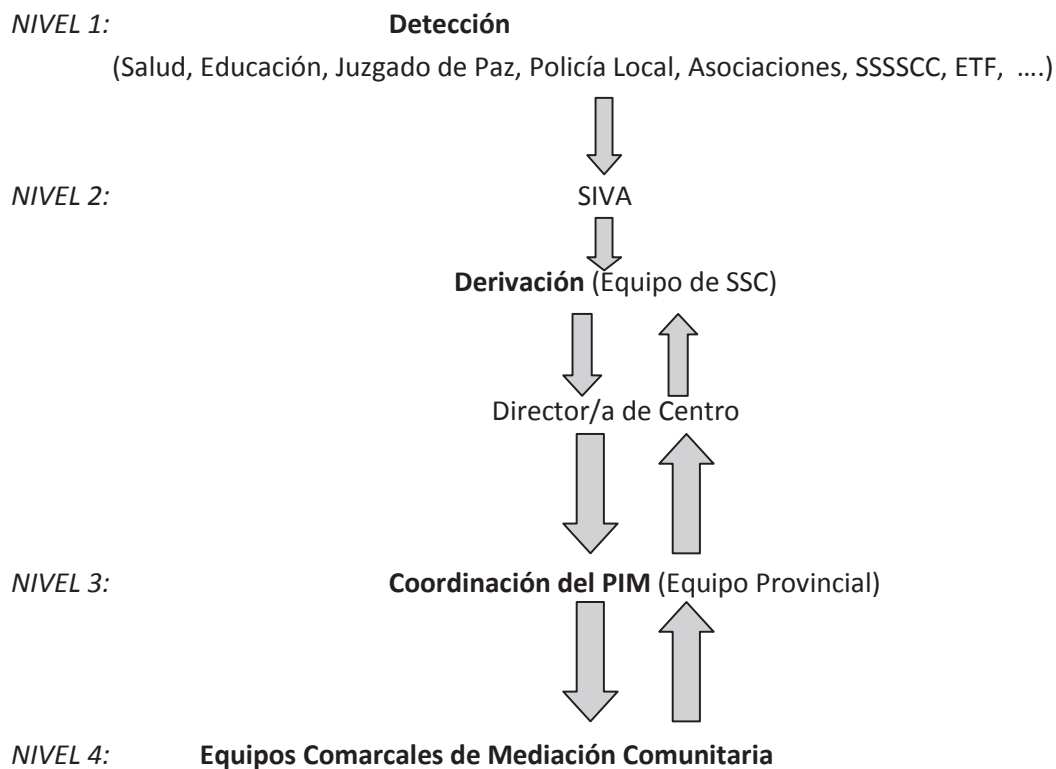 NIVEL 1: Detección
(Salud, Educación, Juzgado de Paz, Policía Local, Asociaciones, SSSSCC, ETF, ….)
NIVEL 2: SIVA
Derivación (Equipo de SSC)
Director/a de Centro
NIVEL 3: Coordinación del PIM (Equipo Provincial)
NIVEL 4: Equipos Comarcales de Mediación Comunitaria